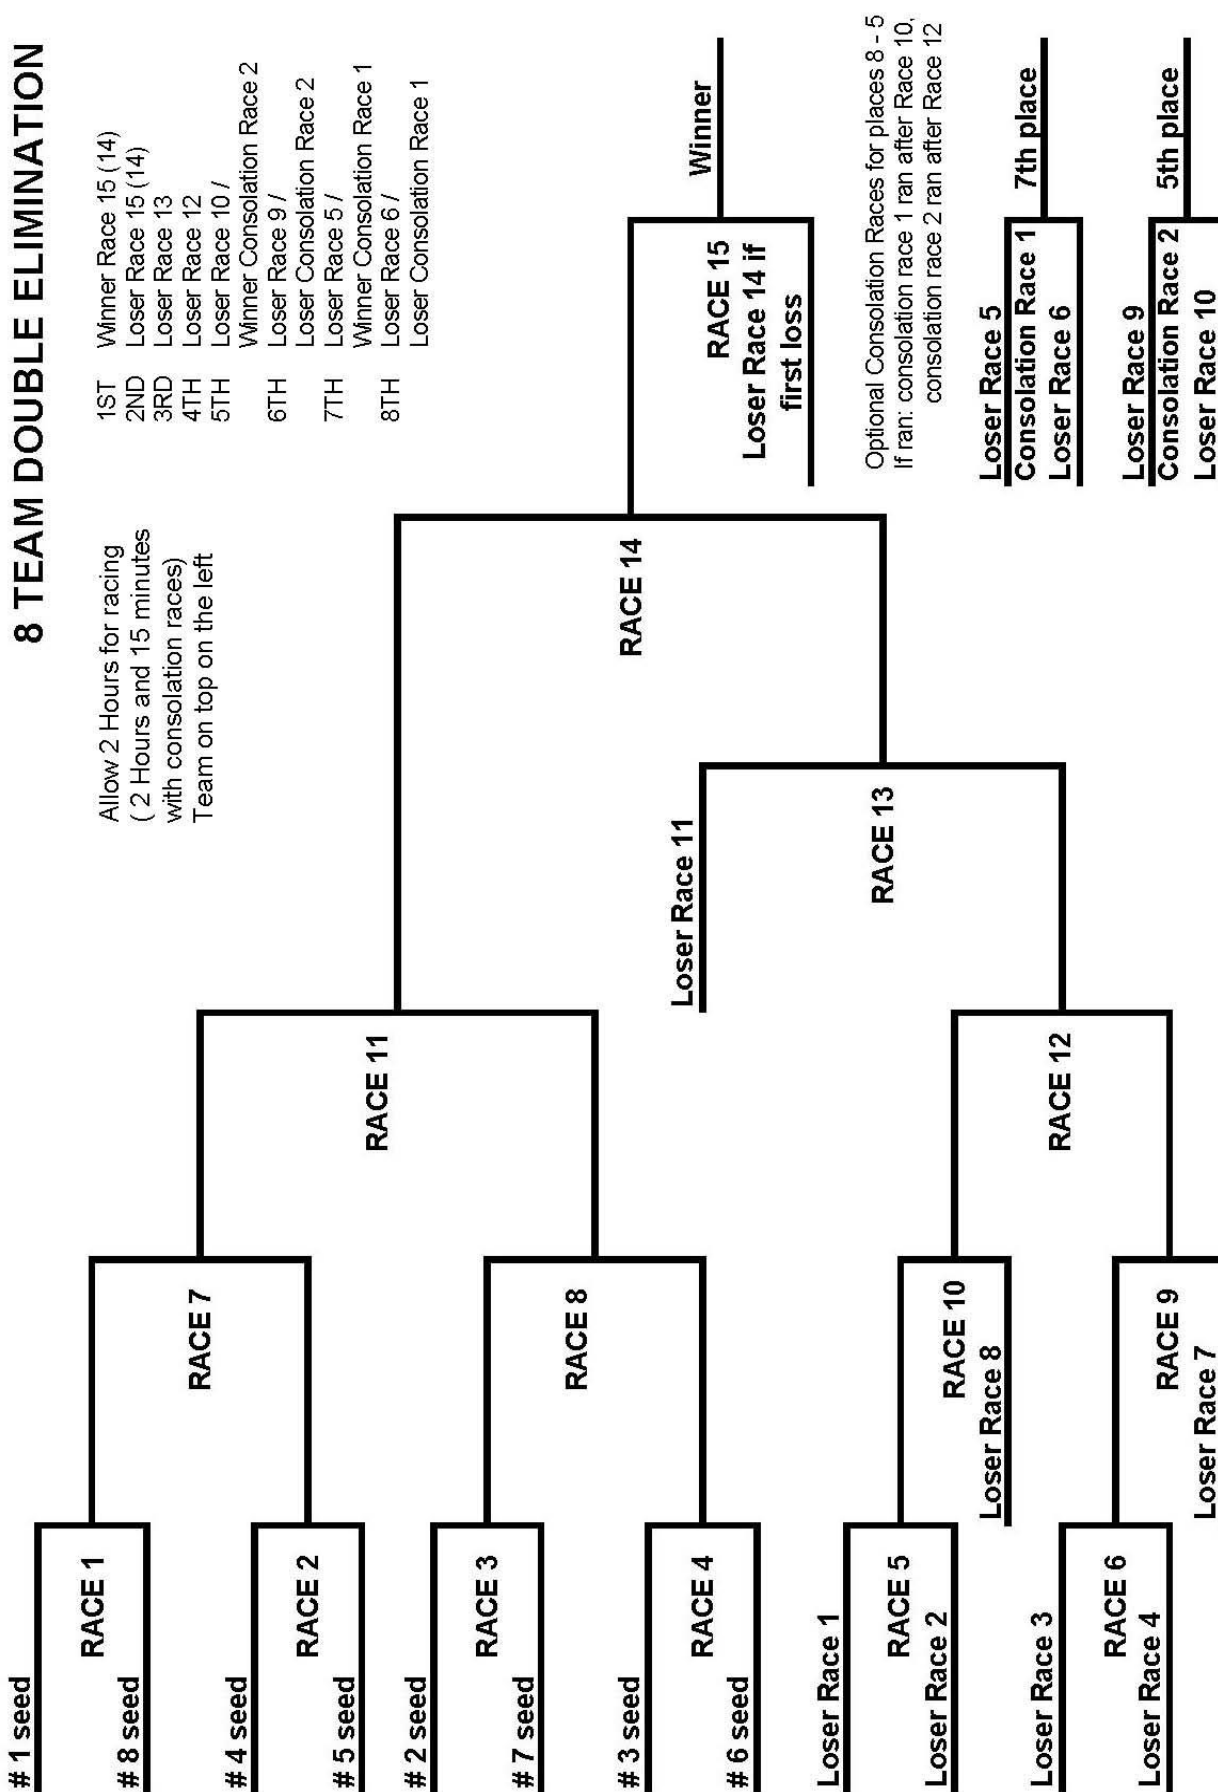 8 TEAM DOUBLE ELIMINATION
Allow 2 Hours for racing
( 2 Hours and 15 minutes
with consolation races)
Team on top on the left
1ST Winner Race 15 (14)
2ND Loser Race 15 (14)
3RD Loser Race 13
4TH Loser Race 12
5TH Loser Race 10 /
Winner Consolation Race 2
6TH Loser Race 9 /
Loser Consolation Race 2
7TH Loser Race 5 /
Winner Consolation Race 1
8TH Loser Race 6 /
Loser Consolation Race 1
# 1 seed
RACE 1
# 8 seed
RACE 7
# 4 seed
RACE 2
# 5 seed
RACE 11
# 2 seed
RACE 3
# 7 seed
RACE 8
# 3 seed
RACE 4
# 6 seed
RACE 14
Winner
RACE 15
Loser Race 14 if
first loss
Loser Race 11
RACE 13
Loser Race 1
RACE 5
Loser Race 2
RACE 10
Loser Race 8
RACE 12
Loser Race 3
RACE 6
Loser Race 4
RACE 9
Loser Race 7
Optional Consolation Races for places 8 - 5
If ran: consolation race 1 ran after Race 10,
consolation race 2 ran after Race 12
Loser Race 5
Consolation Race 1
Loser Race 6
7th place
Loser Race 9
Consolation Race 2
Loser Race 10
5th place